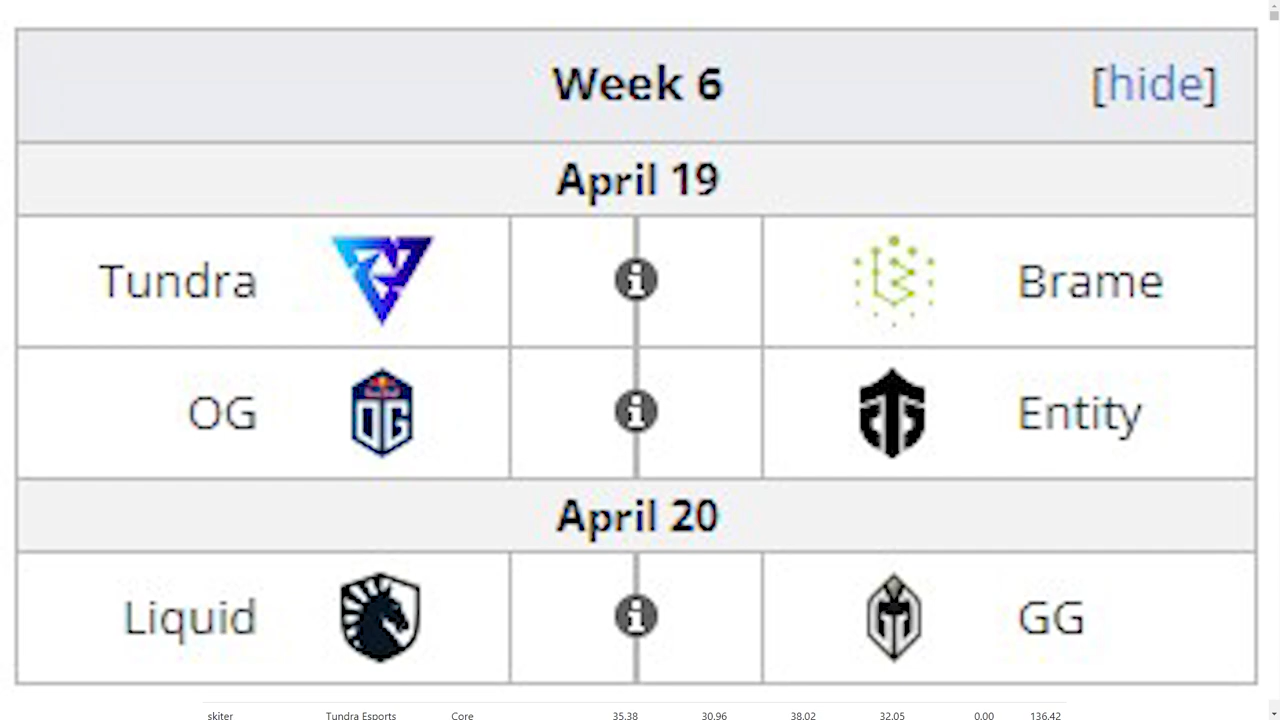 Week 6 [hide]
April 19
Tundra Brame
OG OG Entity
April 20
Liquid GG
skiter Tundra Esports Core 35.38 30.96 38.02 32.05 0.00 136.42